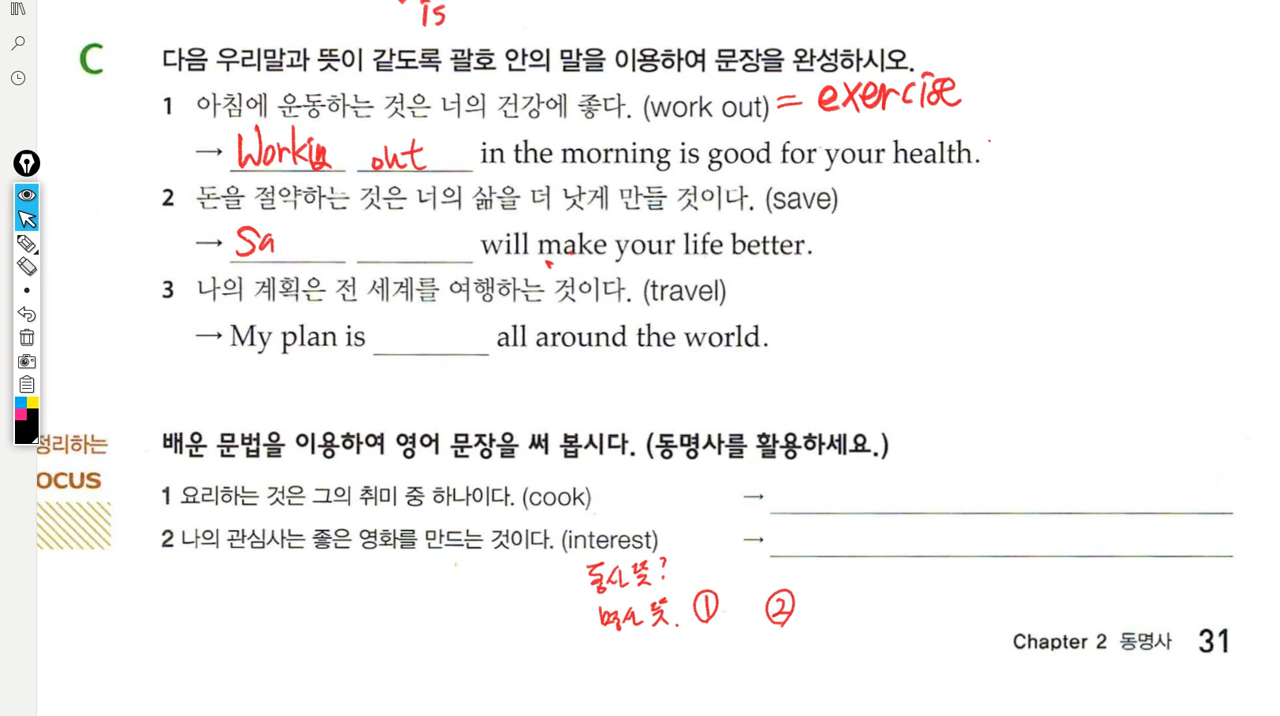 is
C 다음 우리말과 뜻이 같도록 괄호 안의 말을 이용하여 문장을 완성하시오.
1 아침에 운동하는 것은 너의 건강에 좋다. (work out) = exercise
→ Working out in the morning is good for your health.
2 돈을 절약하는 것은 너의 삶을 더 낫게 만들 것이다. (save)
→ Sa will make your life better.
3 나의 계획은 전 세계를 여행하는 것이다. (travel)
→ My plan is all around the world.
정리하는 배운 문법을 이용하여 영어 문장을 써 봅시다. (동명사를 활용하세요.)
OCUS
1 요리하는 것은 그의 취미 중 하나이다. (cook) →
2 나의 관심사는 좋은 영화를 만드는 것이다. (interest) →
동사 뜻?
명사 뜻. ① ②
Chapter 2 동명사 31